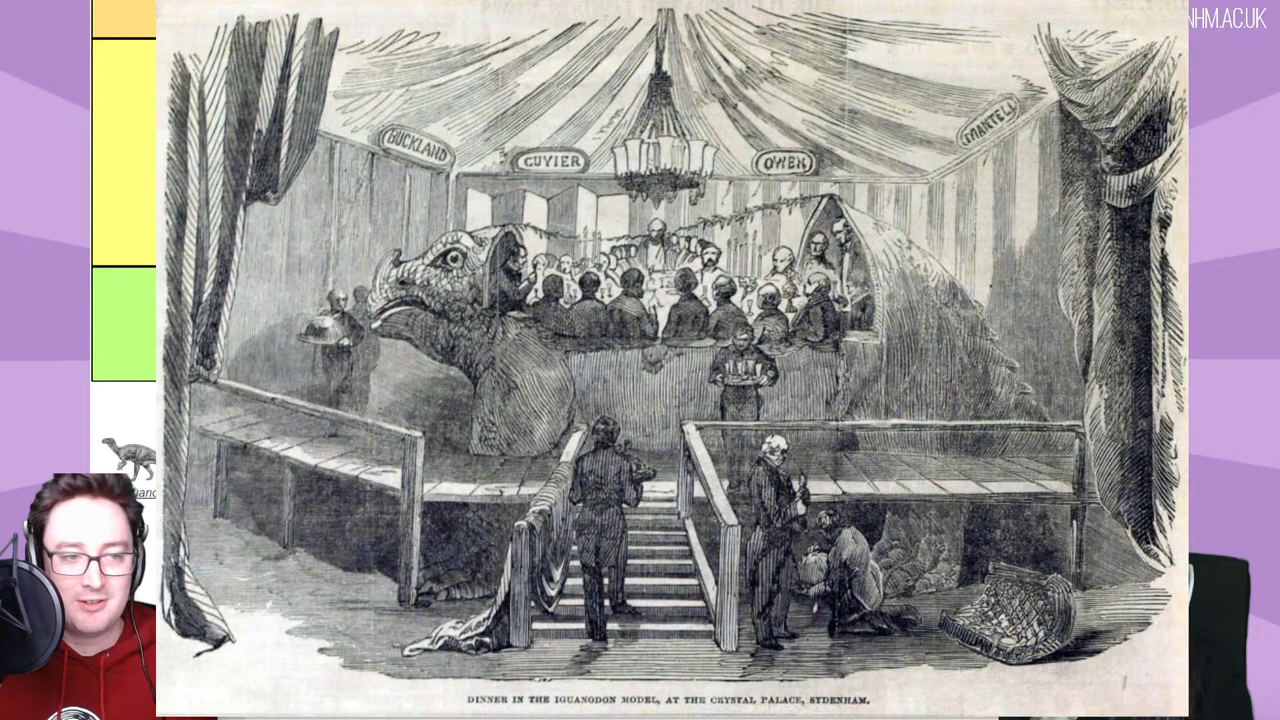 NHM.AC.UK
BUCKLAND
CUVIER
OWEN
MANTELL
DINNER IN THE IGUANODON MODEL, AT THE CRYSTAL PALACE, SYDENHAM.